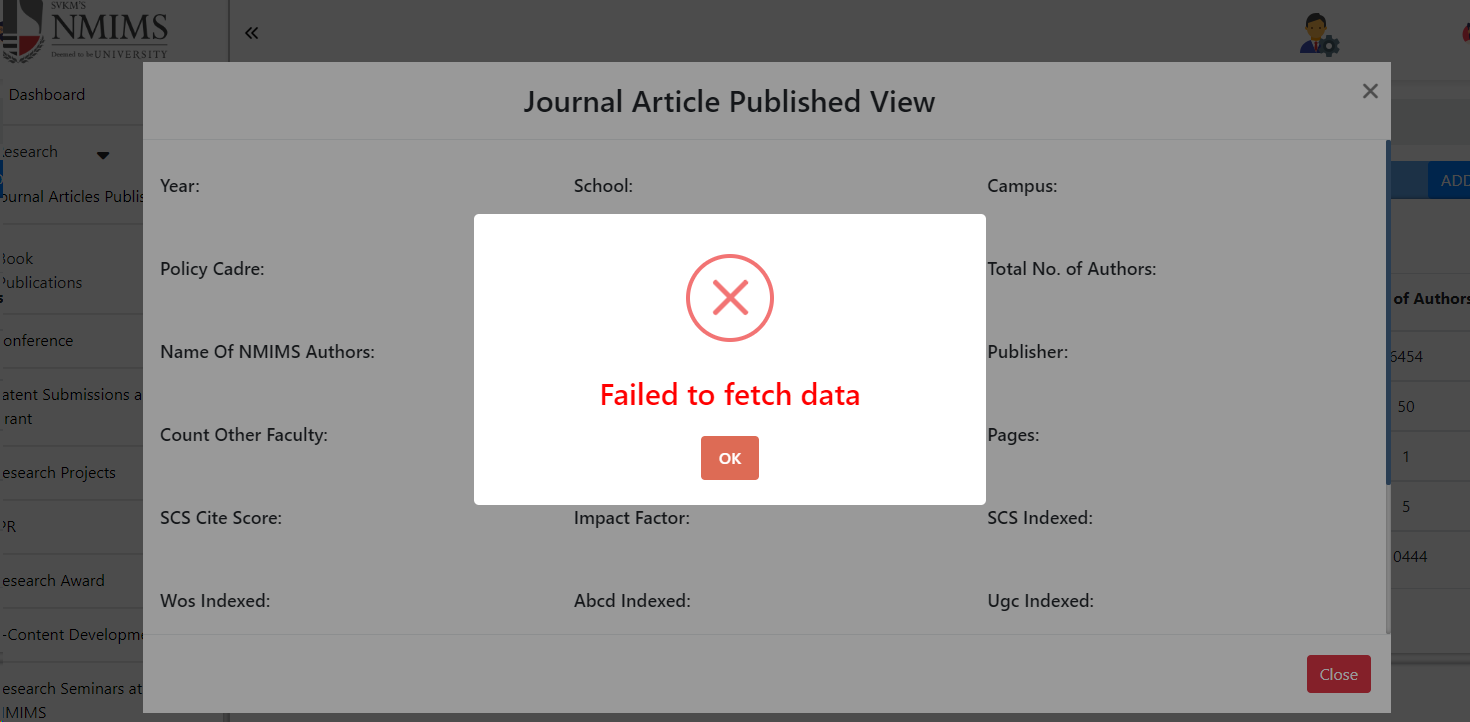 SVKM'S
NMIMS
Deemed to be UNIVERSITY
«
Dashboard
esearch
ournal Articles Publis
Book
Publications
onference
atent Submissions a
rant
esearch Projects
PR
esearch Award
-Content Developme
esearch Seminars at
NMIMS
Journal Article Published View
×
Year:
School:
Campus:
Policy Cadre:
Total No. of Authors:
Name Of NMIMS Authors:
Publisher:
Count Other Faculty:
Pages:
SCS Cite Score:
Impact Factor:
SCS Indexed:
Wos Indexed:
Abcd Indexed:
Ugc Indexed:
Failed to fetch data
OK
Close
ADD
of Authors
6454
50
1
5
0444